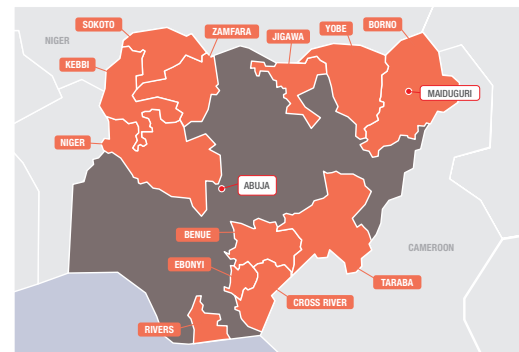 SOKOTO
BORNO
YOBE
ZAMFARA
JIGAWA
NIGER
KEBBI
MAIDUGURI
NIGER
ABUJA
BENUE
CAMEROON
EBONYI
TARABA
CROSS RIVER
RIVERS